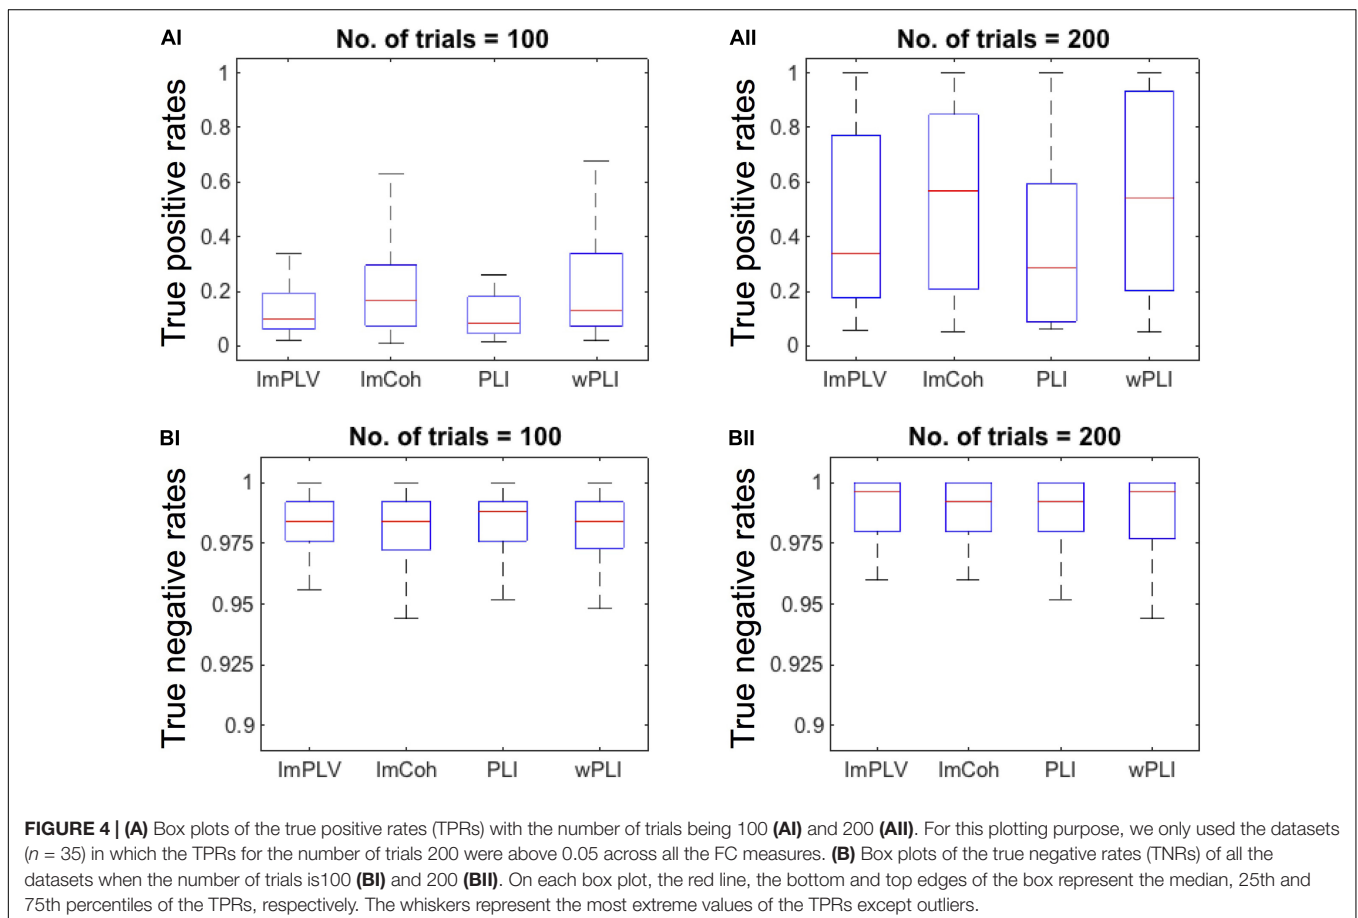 AI
No. of trials = 100
True positive rates
1
0.8
0.6
0.4
0.2
0
ImPLV ImCoh PLI wPLI
AII
No. of trials = 200
True positive rates
1
0.8
0.6
0.4
0.2
0
ImPLV ImCoh PLI wPLI
BI
No. of trials = 100
True negative rates
1
0.975
0.95
0.925
0.9
ImPLV ImCoh PLI wPLI
BII
No. of trials = 200
True negative rates
1
0.975
0.95
0.925
0.9
ImPLV ImCoh PLI wPLI
FIGURE 4 | (A) Box plots of the true positive rates (TPRs) with the number of trials being 100 (AI) and 200 (AII). For this plotting purpose, we only used the datasets
(n = 35) in which the TPRs for the number of trials 200 were above 0.05 across all the FC measures. (B) Box plots of the true negative rates (TNRs) of all the
datasets when the number of trials is100 (BI) and 200 (BII). On each box plot, the red line, the bottom and top edges of the box represent the median, 25th and
75th percentiles of the TPRs, respectively. The whiskers represent the most extreme values of the TPRs except outliers.